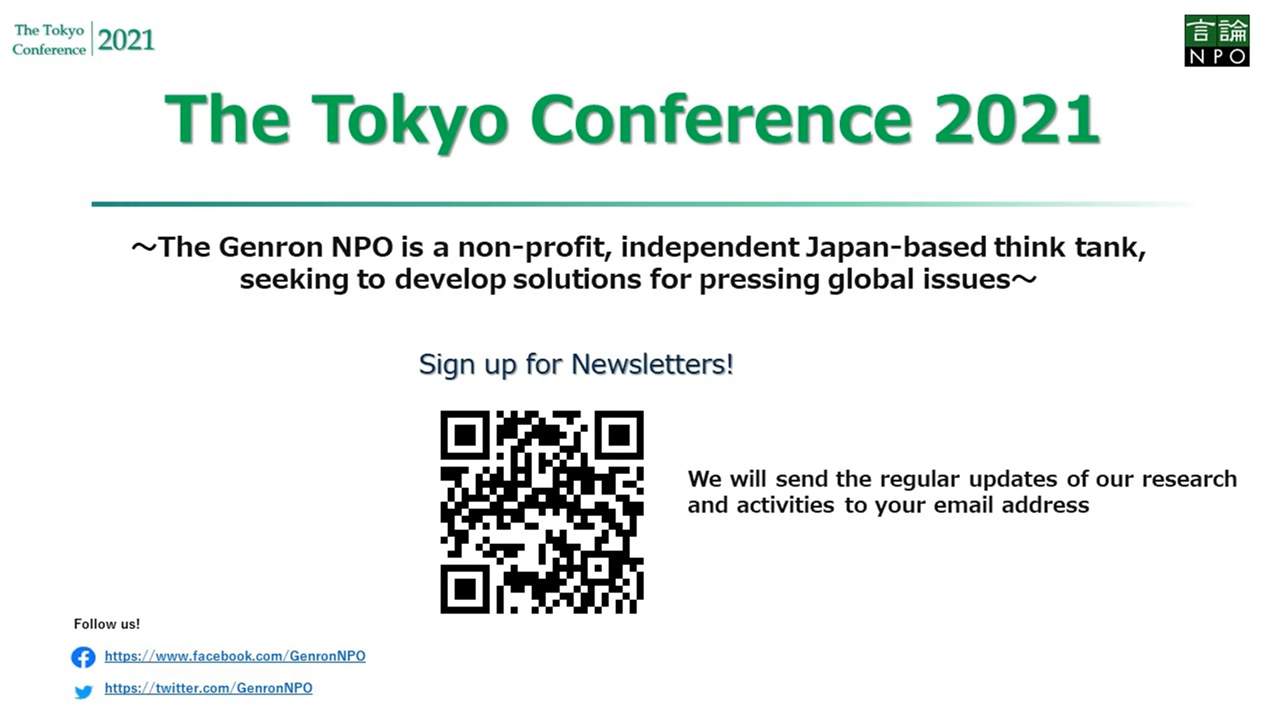 The Tokyo
Conference
2021
言論
NPO
The Tokyo Conference 2021
～The Genron NPO is a non-profit, independent Japan-based think tank,
seeking to develop solutions for pressing global issues～
Sign up for Newsletters!
We will send the regular updates of our research
and activities to your email address
Follow us!
https://www.facebook.com/GenronNPO
https://twitter.com/GenronNPO